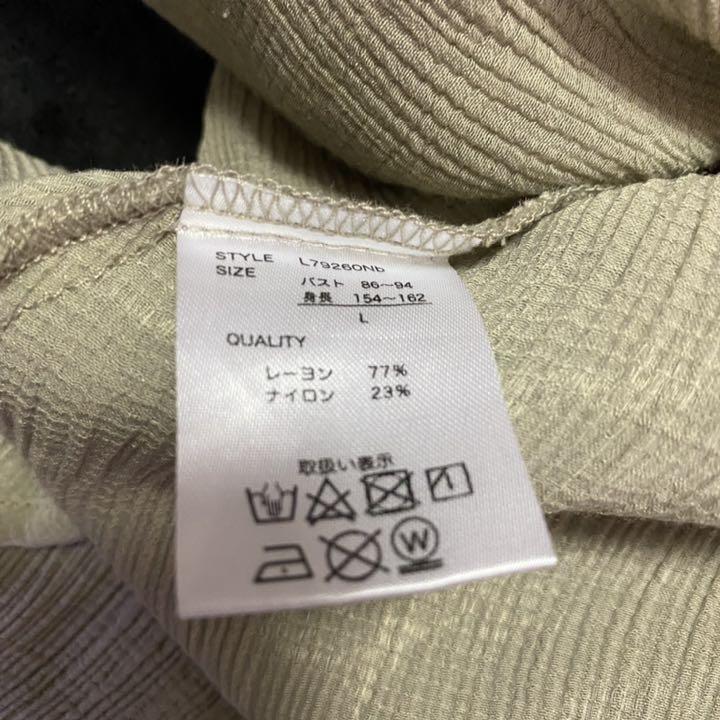 STYLE L79260Nb
SIZE バスト 86〜94
身長 154〜162
L
QUALITY
レーヨン 77%
ナイロン 23%
取扱い表示
W